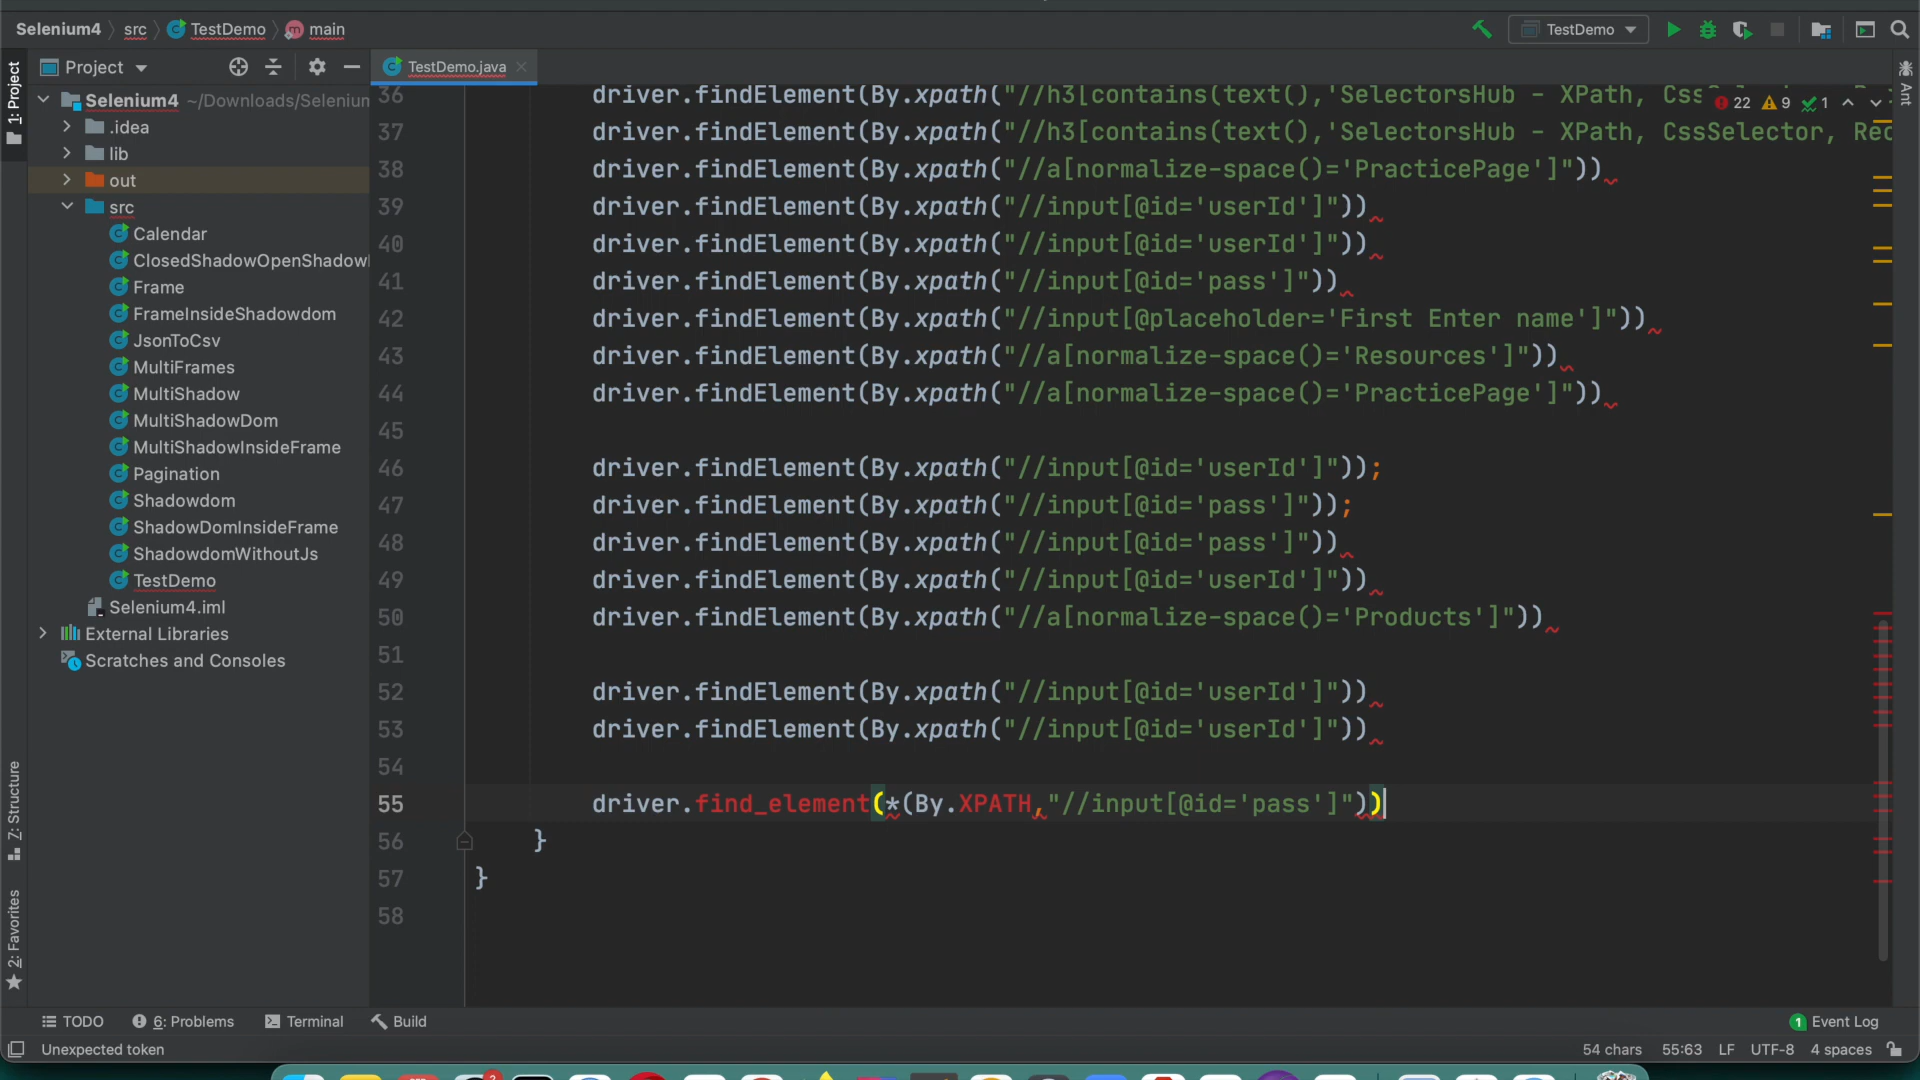 Selenium4 src TestDemo main
TestDemo
1: Project
Project
TestDemo.java
Selenium4 ~/Downloads/Selenium
.idea
lib
out
src
Calendar
ClosedShadowOpenShadow
Frame
FrameInsideShadowdom
JsonToCsv
MultiFrames
MultiShadow
MultiShadowDom
MultiShadowInsideFrame
Pagination
Shadowdom
ShadowDomInsideFrame
ShadowdomWithoutJs
TestDemo
Selenium4.iml
External Libraries
Scratches and Consoles
36 driver.findElement(By.xpath("//h3[contains(text(),'SelectorsHub - XPath, Css
22 9 1
37 driver.findElement(By.xpath("//h3[contains(text(),'SelectorsHub - XPath, CssSelector, Rec
38 driver.findElement(By.xpath("//a[normalize-space()='PracticePage']"))
39 driver.findElement(By.xpath("//input[@id='userId']"))
40 driver.findElement(By.xpath("//input[@id='userId']"))
41 driver.findElement(By.xpath("//input[@id='pass']"))
42 driver.findElement(By.xpath("//input[@placeholder='First Enter name']"))
43 driver.findElement(By.xpath("//a[normalize-space()='Resources']"))
44 driver.findElement(By.xpath("//a[normalize-space()='PracticePage']"))
45
46 driver.findElement(By.xpath("//input[@id='userId']"));
47 driver.findElement(By.xpath("//input[@id='pass']"));
48 driver.findElement(By.xpath("//input[@id='pass']"))
49 driver.findElement(By.xpath("//input[@id='userId']"))
50 driver.findElement(By.xpath("//a[normalize-space()='Products']"))
51
52 driver.findElement(By.xpath("//input[@id='userId']"))
53 driver.findElement(By.xpath("//input[@id='userId']"))
54
55 driver.find_element(*(By.XPATH,"//input[@id='pass']"))
56 }
57 }
58
Ant
7: Structure
2: Favorites
TODO 6: Problems Terminal Build
1 Event Log
Unexpected token
54 chars 55:63 LF UTF-8 4 spaces